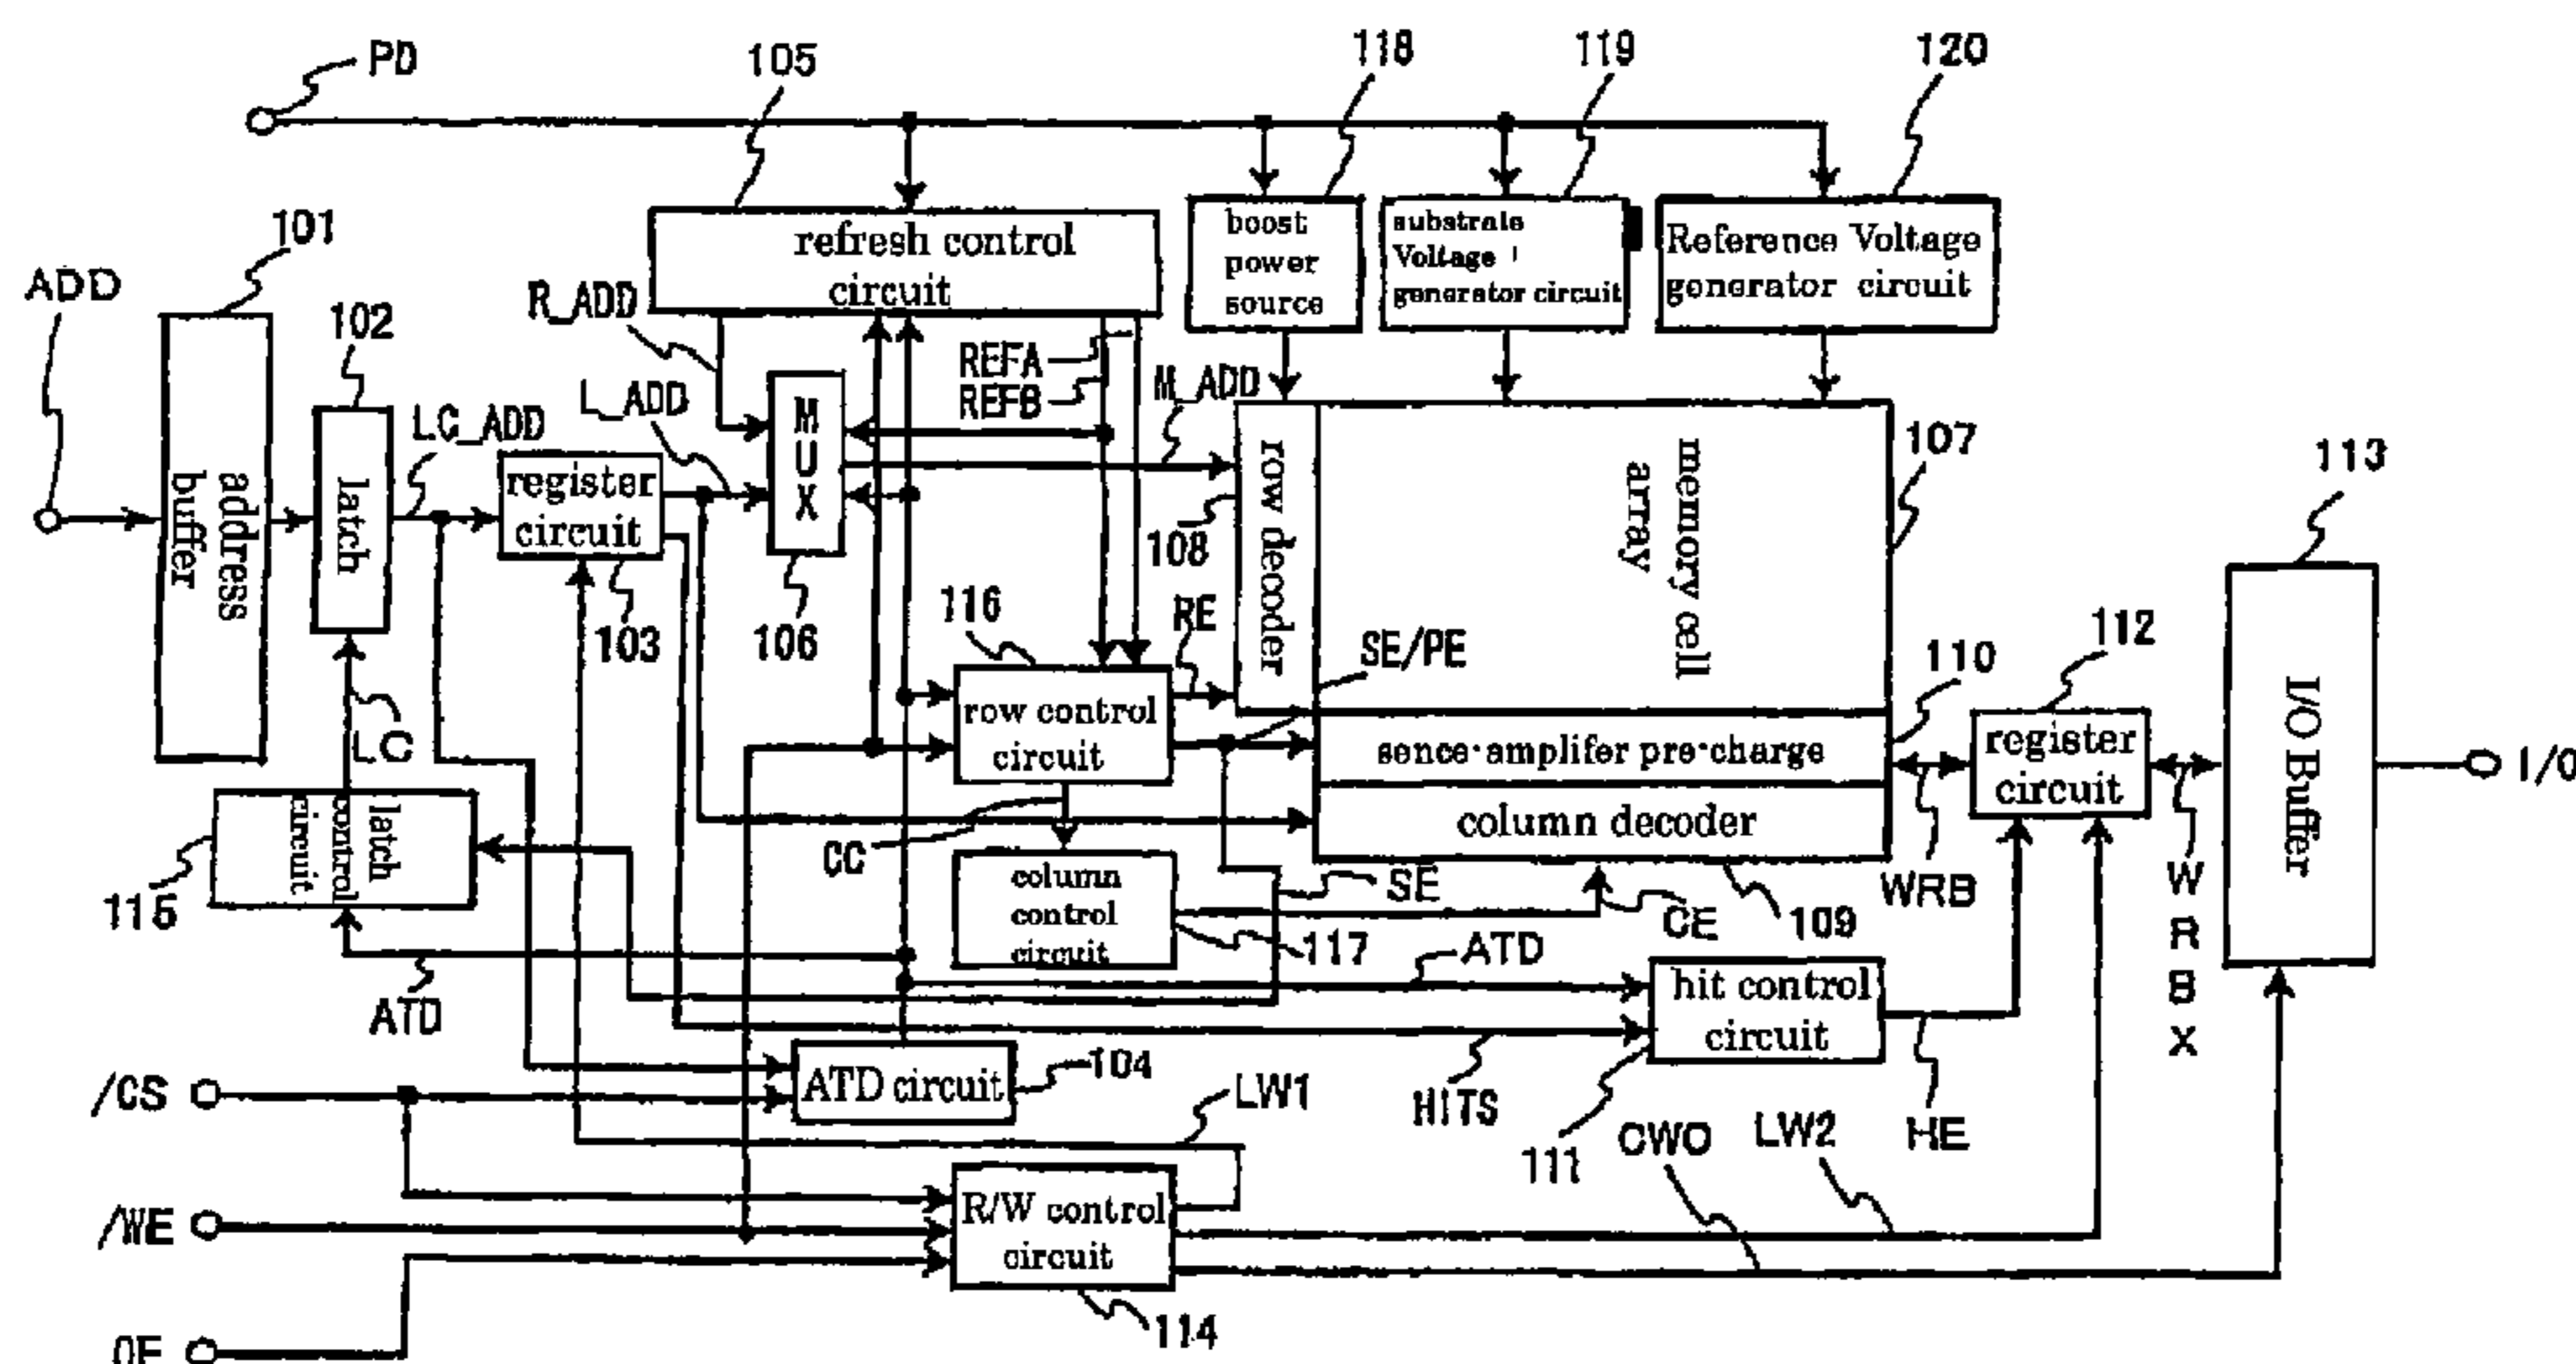 PD
105
118
119
120
101
ADD
102
refresh control
circuit
boost
power
source
substrate
Voltage
generator circuit
Reference Voltage
generator circuit
R_ADD
LC_ADD
L_ADD
REFA
REFB
M_ADD
MUX
address
buffer
latch
register
circuit
103
106
108
row decoder
memory cell
array
107
113
116
RE
SE/PE
110
112
LC
row control
circuit
sence·amplifer pre·charge
register
circuit
I/O Buffer
I/O
latch
control
circuit
115
CC
column decoder
column
control
circuit
117
SE
CE
109
WRB
WRBX
ATD
ATD
hit control
circuit
/CS
ATD circuit
104
LW1
HITS
111
CWO
LW2
HE
/WE
R/W control
circuit
114
OE